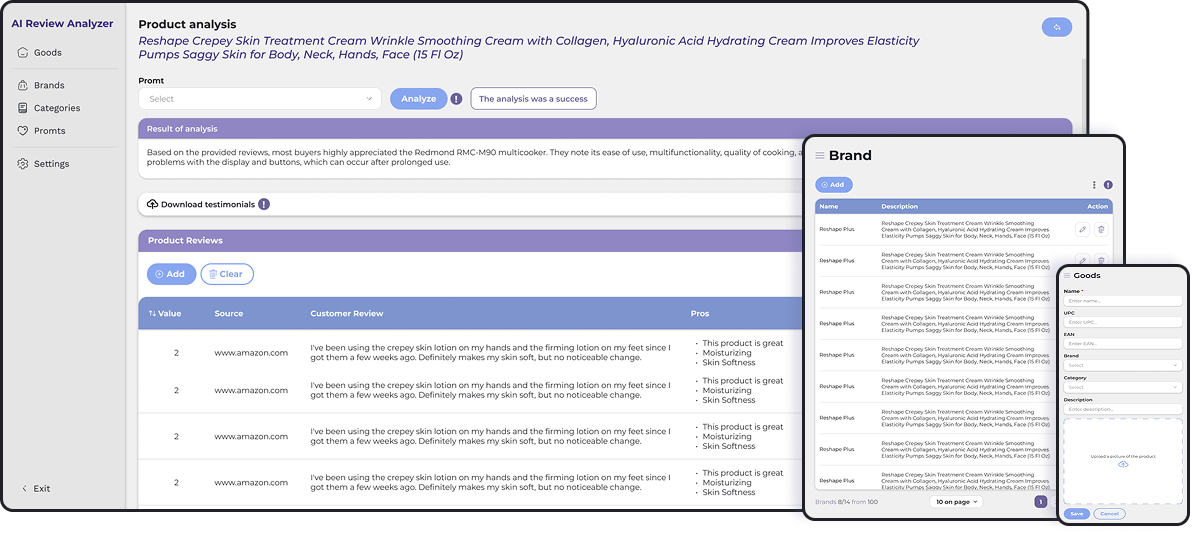 AI Review Analyzer
Goods
Brands
Categories
Promts
Settings
Exit
Product analysis
Reshape Crepey Skin Treatment Cream Wrinkle Smoothing Cream with Collagen, Hyaluronic Acid Hydrating Cream Improves Elasticity
Pumps Saggy Skin for Body, Neck, Hands, Face (15 Fl Oz)
Promt
Select
Analyze
!
The analysis was a success
Result of analysis
Based on the provided reviews, most buyers highly appreciated the Redmond RMC-M90 multicooker. They note its ease of use, multifunctionality, quality of cooking,
problems with the display and buttons, which can occur after prolonged use.
Download testimonials !
Product Reviews
Add
Clear
Value Source Customer Review Pros
2 www.amazon.com
I've been using the crepey skin lotion on my hands and the firming lotion on my feet since I
got them a few weeks ago. Definitely makes my skin soft, but no noticeable change.
• This product is great
• Moisturizing
• Skin Softness
2 www.amazon.com
I've been using the crepey skin lotion on my hands and the firming lotion on my feet since I
got them a few weeks ago. Definitely makes my skin soft, but no noticeable change.
• This product is great
• Moisturizing
• Skin Softness
2 www.amazon.com
I've been using the crepey skin lotion on my hands and the firming lotion on my feet since I
got them a few weeks ago. Definitely makes my skin soft, but no noticeable change.
• This product is great
• Moisturizing
• Skin Softness
2 www.amazon.com
I've been using the crepey skin lotion on my hands and the firming lotion on my feet since I
got them a few weeks ago. Definitely makes my skin soft, but no noticeable change.
• This product is great
• Moisturizing
• Skin Softness
Brand
Add
!
Name Description Action
Reshape Plus
Reshape Crepey Skin Treatment Cream Wrinkle Smoothing
Cream with Collagen, Hyaluronic Acid Hydrating Cream Improves
Elasticity Pumps Saggy Skin for Body, Neck, Hands, Face (15 Fl Oz)
Reshape Plus
Reshape Crepey Skin Treatment Cream Wrinkle Smoothing
Cream with Collagen, Hyaluronic Acid Hydrating Cream Improves
Elasticity Pumps Saggy Skin for Body, Neck, Hands, Face (15 Fl Oz)
Reshape Plus
Reshape Crepey Skin Treatment Cream Wrinkle Smoothing
Cream with Collagen, Hyaluronic Acid Hydrating Cream Improves
Elasticity Pumps Saggy Skin for Body, Neck, Hands, Face (15 Fl Oz)
Reshape Plus
Reshape Crepey Skin Treatment Cream Wrinkle Smoothing
Cream with Collagen, Hyaluronic Acid Hydrating Cream Improves
Elasticity Pumps Saggy Skin for Body, Neck, Hands, Face (15 Fl Oz)
Reshape Plus
Reshape Crepey Skin Treatment Cream Wrinkle Smoothing
Cream with Collagen, Hyaluronic Acid Hydrating Cream Improves
Elasticity Pumps Saggy Skin for Body, Neck, Hands, Face (15 Fl Oz)
Reshape Plus
Reshape Crepey Skin Treatment Cream Wrinkle Smoothing
Cream with Collagen, Hyaluronic Acid Hydrating Cream Improves
Elasticity Pumps Saggy Skin for Body, Neck, Hands, Face (15 Fl Oz)
Reshape Plus
Reshape Crepey Skin Treatment Cream Wrinkle Smoothing
Cream with Collagen, Hyaluronic Acid Hydrating Cream Improves
Elasticity Pumps Saggy Skin for Body, Neck, Hands, Face (15 Fl Oz)
Reshape Plus
Reshape Crepey Skin Treatment Cream Wrinkle Smoothing
Cream with Collagen, Hyaluronic Acid Hydrating Cream Improves
Elasticity Pumps Saggy Skin for Body, Neck, Hands, Face (15 Fl Oz)
Reshape Plus
Reshape Crepey Skin Treatment Cream Wrinkle Smoothing
Cream with Collagen, Hyaluronic Acid Hydrating Cream Improves
Elasticity Pumps Saggy Skin for Body, Neck, Hands, Face (15 Fl Oz)
Brands 8/14 from 100
10 on page
1
Goods
Name *
Enter name...
UPC
Enter UPC...
EAN
Enter EAN...
Brand
Select
Category
Select
Description
Enter description...
Upload a picture of the product
Save
Cancel